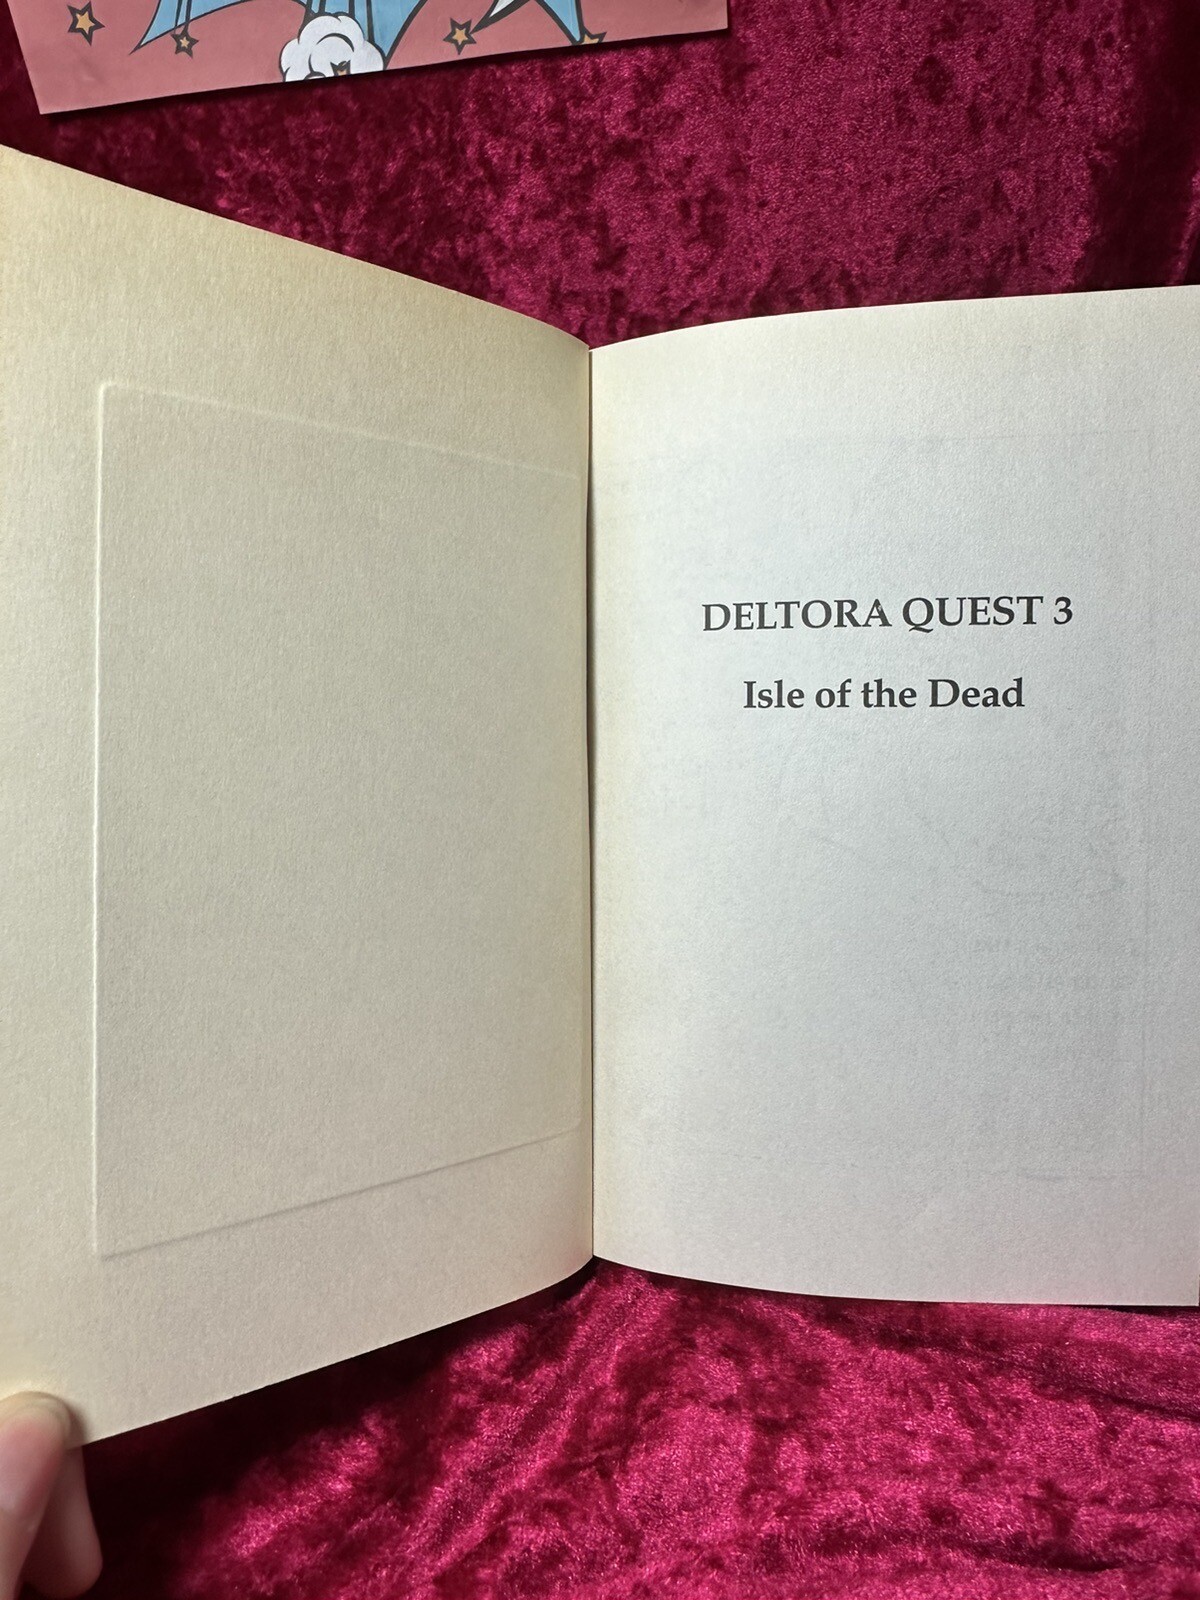 DELTORA QUEST 3
Isle of the Dead